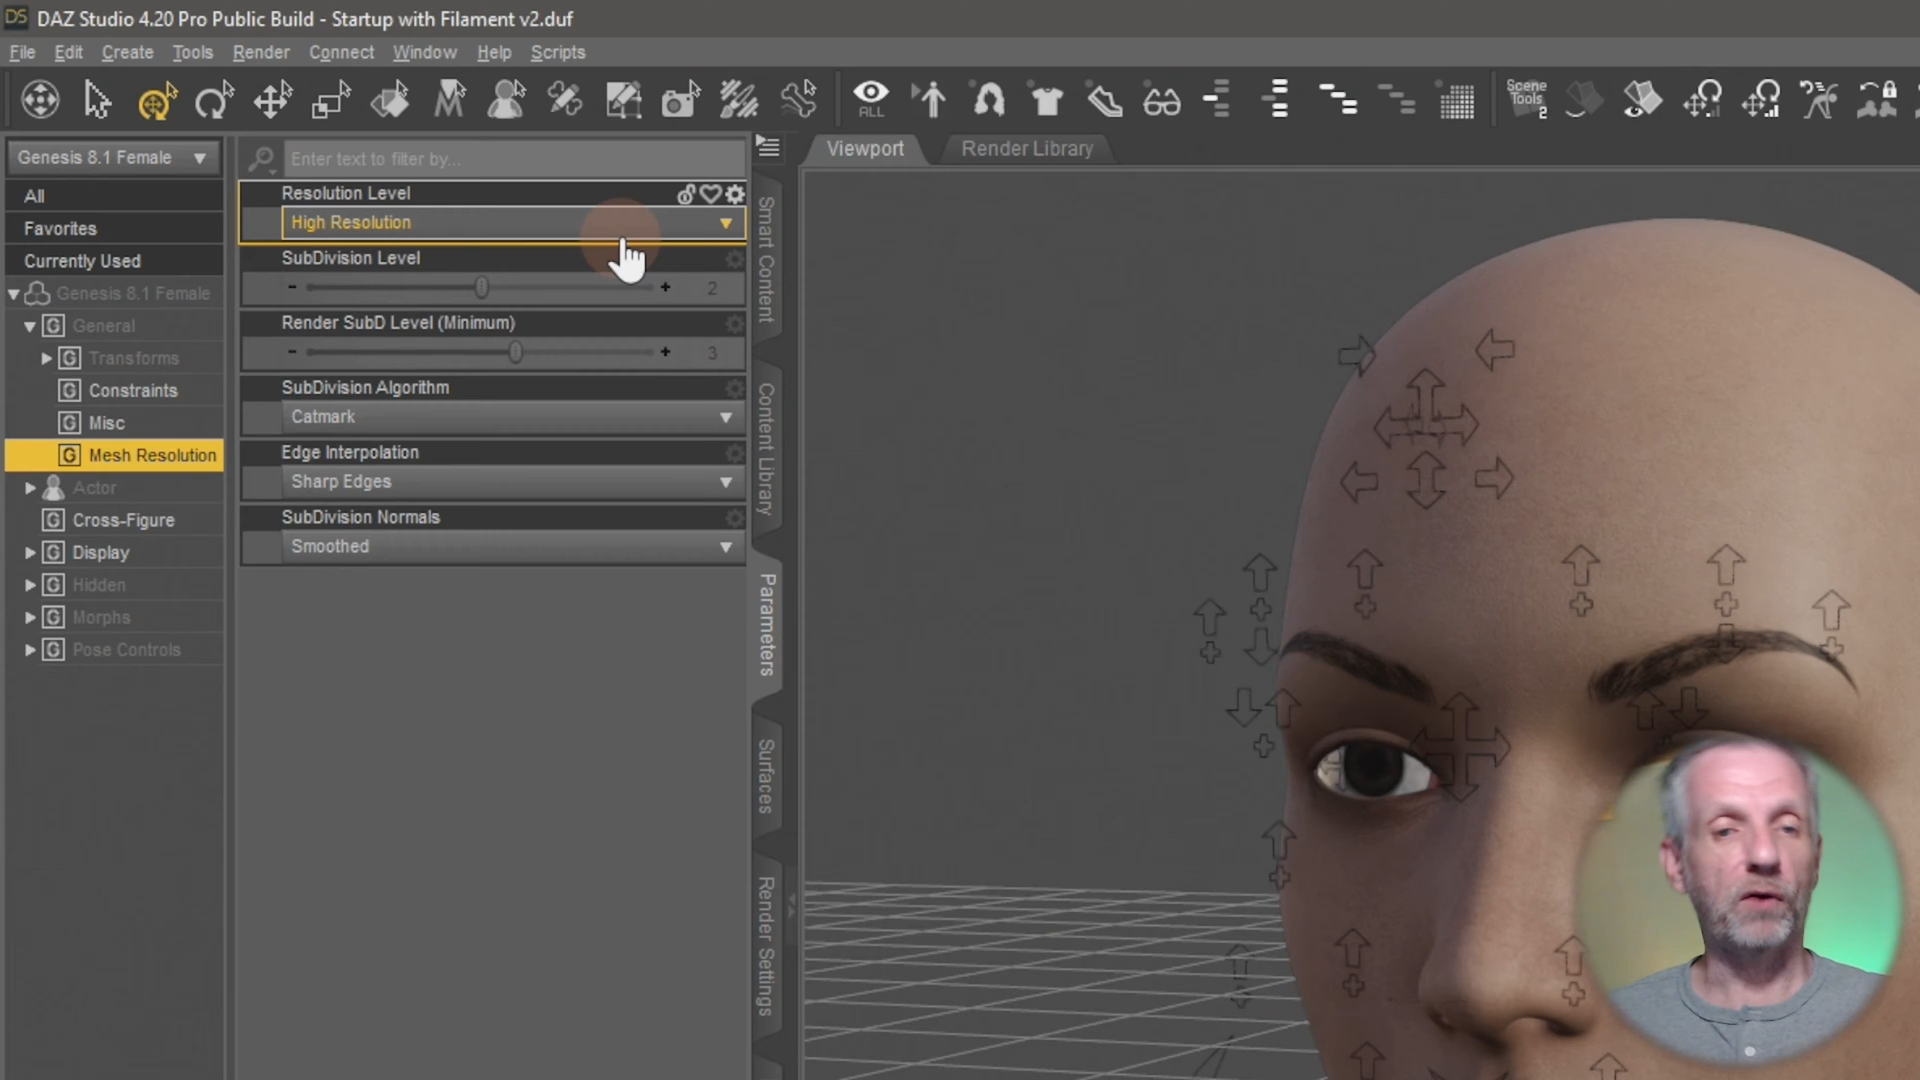 DS DAZ Studio 4.20 Pro Public Build - Startup with Filament v2.duf
File Edit Create Tools Render Connect Window Help Scripts
ALL
Scene
Tools
2
Genesis 8.1 Female
Enter text to filter by...
Viewport
Render Library
All
Favorites
Currently Used
Genesis 8.1 Female
G General
G Transforms
G Constraints
G Misc
G Mesh Resolution
Actor
G Cross-Figure
G Display
G Hidden
G Morphs
G Pose Controls
Resolution Level
High Resolution
SubDivision Level
- + 2
Render SubD Level (Minimum)
- + 3
SubDivision Algorithm
Catmark
Edge Interpolation
Sharp Edges
SubDivision Normals
Smoothed
Smart Content
Content Library
Parameters
Surfaces
Render Settings